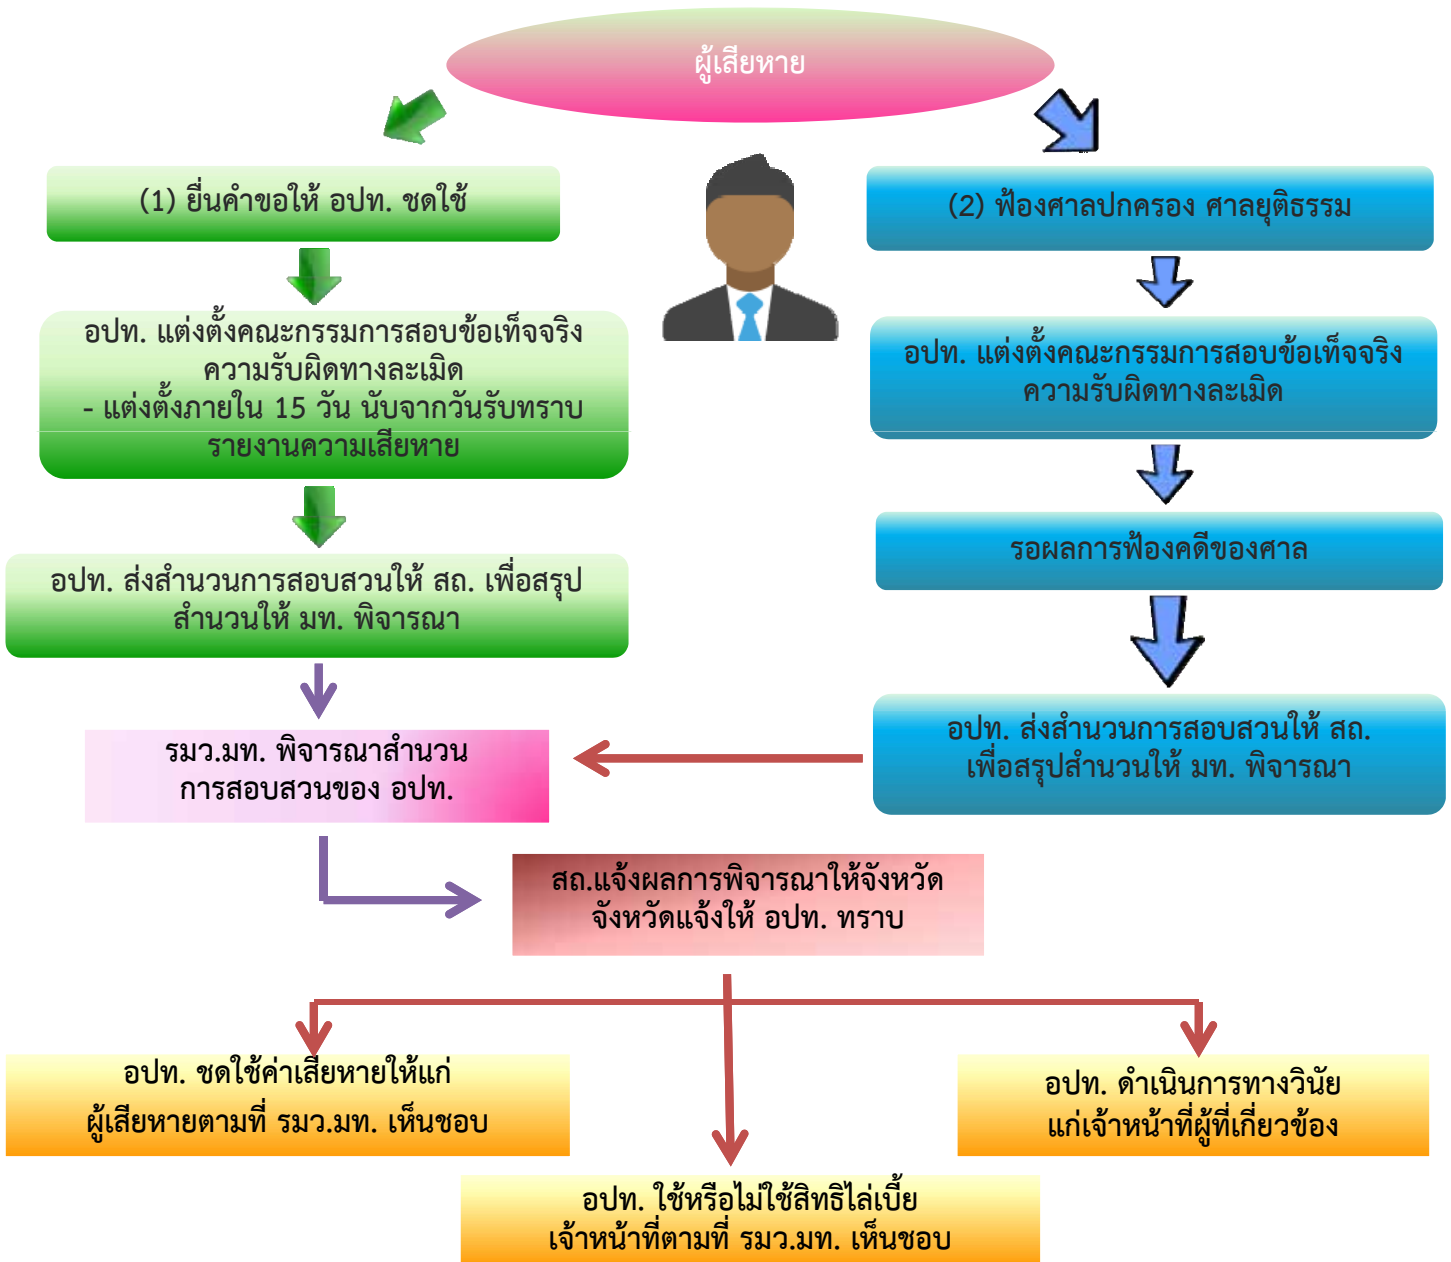 ผู้เสียหาย
(1) ยื่นคำขอให้ อปท. ชดใช้
อปท. แต่งตั้งคณะกรรมการสอบข้อเท็จจริง
ความรับผิดทางละเมิด
- แต่งตั้งภายใน 15 วัน นับจากวันรับทราบ
รายงานความเสียหาย
อปท. ส่งสำนวนการสอบสวนให้ สถ. เพื่อสรุป
สำนวนให้ มท. พิจารณา
(2) ฟ้องศาลปกครอง ศาลยุติธรรม
อปท. แต่งตั้งคณะกรรมการสอบข้อเท็จจริง
ความรับผิดทางละเมิด
รอผลการฟ้องคดีของศาล
อปท. ส่งสำนวนการสอบสวนให้ สถ.
เพื่อสรุปสำนวนให้ มท. พิจารณา
รมว.มท. พิจารณาสำนวน
การสอบสวนของ อปท.
สถ.แจ้งผลการพิจารณาให้จังหวัด
จังหวัดแจ้งให้ อปท. ทราบ
อปท. ชดใช้ค่าเสียหายให้แก่
ผู้เสียหายตามที่ รมว.มท. เห็นชอบ
อปท. ใช้หรือไม่ใช้สิทธิไล่เบี้ย
เจ้าหน้าที่ตามที่ รมว.มท. เห็นชอบ
อปท. ดำเนินการทางวินัย
แก่เจ้าหน้าที่ผู้ที่เกี่ยวข้อง